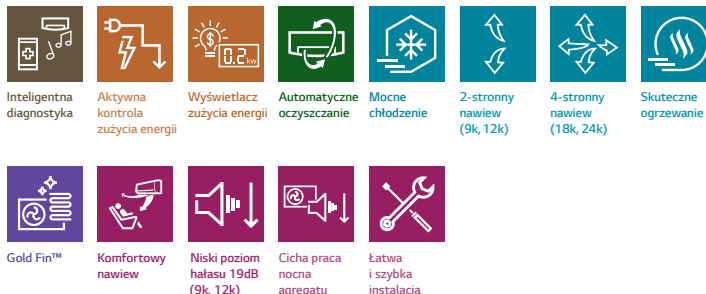 0.2 kw
Inteligentna
diagnostyka
Aktywna
kontrola
zużycia energii
Wyświetlacz
zużycia energii
Automatyczne
oczyszczanie
Mocne
chłodzenie
2-stronny
nawiew
(9k, 12k)
4-stronny
nawiew
(18k, 24k)
Skuteczne
ogrzewanie
Gold Fin™
Komfortowy
nawiew
Niski poziom
hałasu 19dB
(9k, 12k)
Cicha praca
nocna
agregatu
Łatwa
i szybka
instalacja